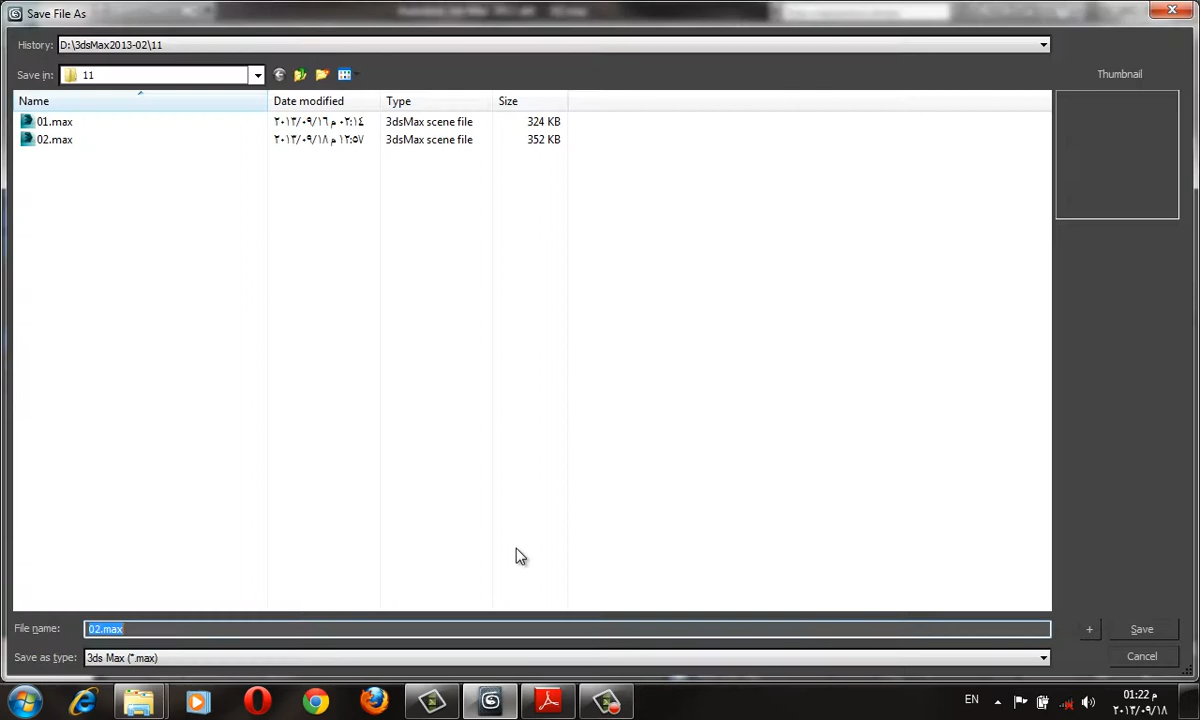 Save File As
History: D:\3dsMax2013-02\11
Save in: 11
Thumbnail
Name Date modified Type Size
01.max ٢٠١٣/٠٩/١٦ م ٠٢:١٤ 3dsMax scene file 324 KB
02.max ٢٠١٣/٠٩/١٨ م ١٢:٥٧ 3dsMax scene file 352 KB
File name: 02.max + Save
Save as type: 3ds Max (*.max) Cancel
EN 01:22 م
٢٠١٣/٠٩/١٨